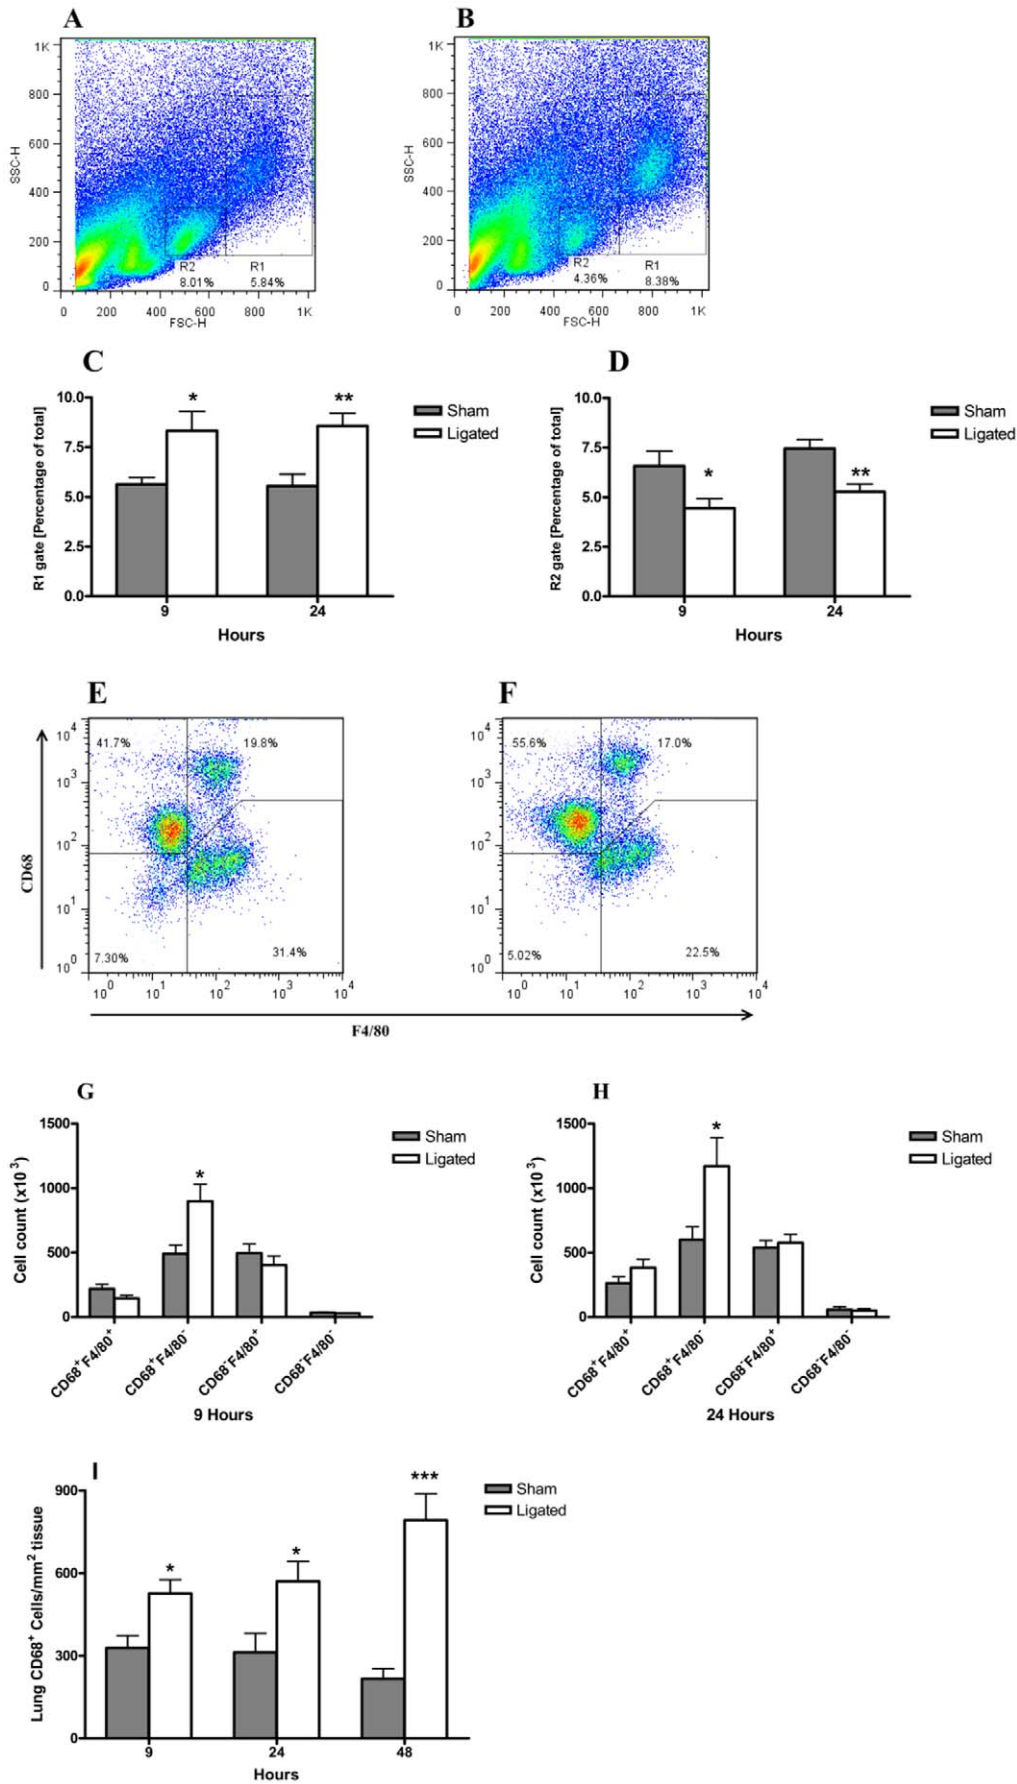 A
B
1K
800
600
400
200
0
SSC-H
R2
8.01%
R1
5.84%
0 200 400 600 800 1K
FSC-H
1K
800
600
400
200
0
SSC-H
R2
4.36%
R1
8.38%
0 200 400 600 800 1K
FSC-H
C
10.0
7.5
5.0
2.5
0.0
R1 gate [Percentage of total]
* **
Sham
Ligated
9 24
Hours
D
10.0
7.5
5.0
2.5
0.0
R2 gate [Percentage of total]
* **
Sham
Ligated
9 24
Hours
E
10⁴
10³
10²
10¹
10⁰
CD68
41.7% 19.8%
7.30% 31.4%
10⁰ 10¹ 10² 10³ 10⁴
F
10⁴
10³
10²
10¹
10⁰
55.6% 17.0%
5.02% 22.5%
10⁰ 10¹ 10² 10³ 10⁴
F4/80
G
1500
1000
500
0
Cell count (x10³)
*
Sham
Ligated
CD68⁺F4/80⁺
CD68⁺F4/80⁻
CD68⁻F4/80⁺
CD68⁻F4/80⁻
9 Hours
H
1500
1000
500
0
Cell count (x10³)
*
Sham
Ligated
CD68⁺F4/80⁺
CD68⁺F4/80⁻
CD68⁻F4/80⁺
CD68⁻F4/80⁻
24 Hours
I
900
600
300
0
Lung CD68⁺ Cells/mm² tissue
* * ***
Sham
Ligated
9 24 48
Hours